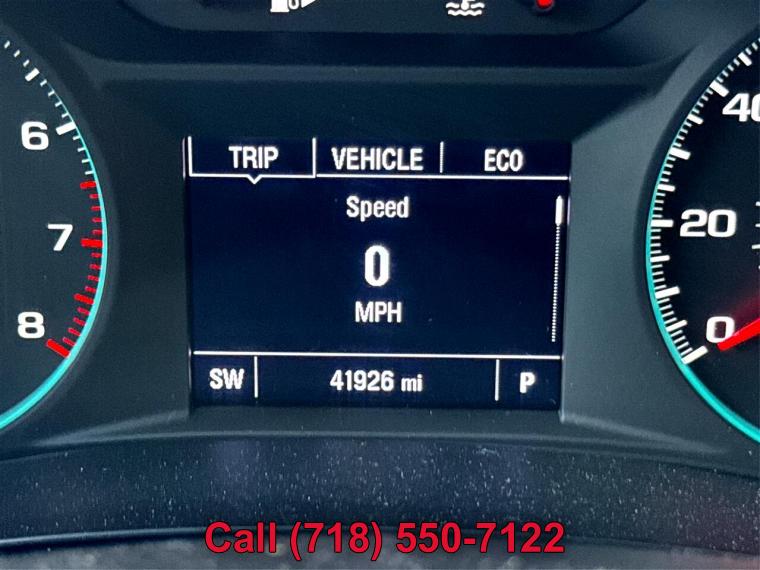 6
7
8
TRIP VEHICLE ECO
Speed
0
MPH
SW 41926 mi P
40
20
0
Call (718) 550-7122